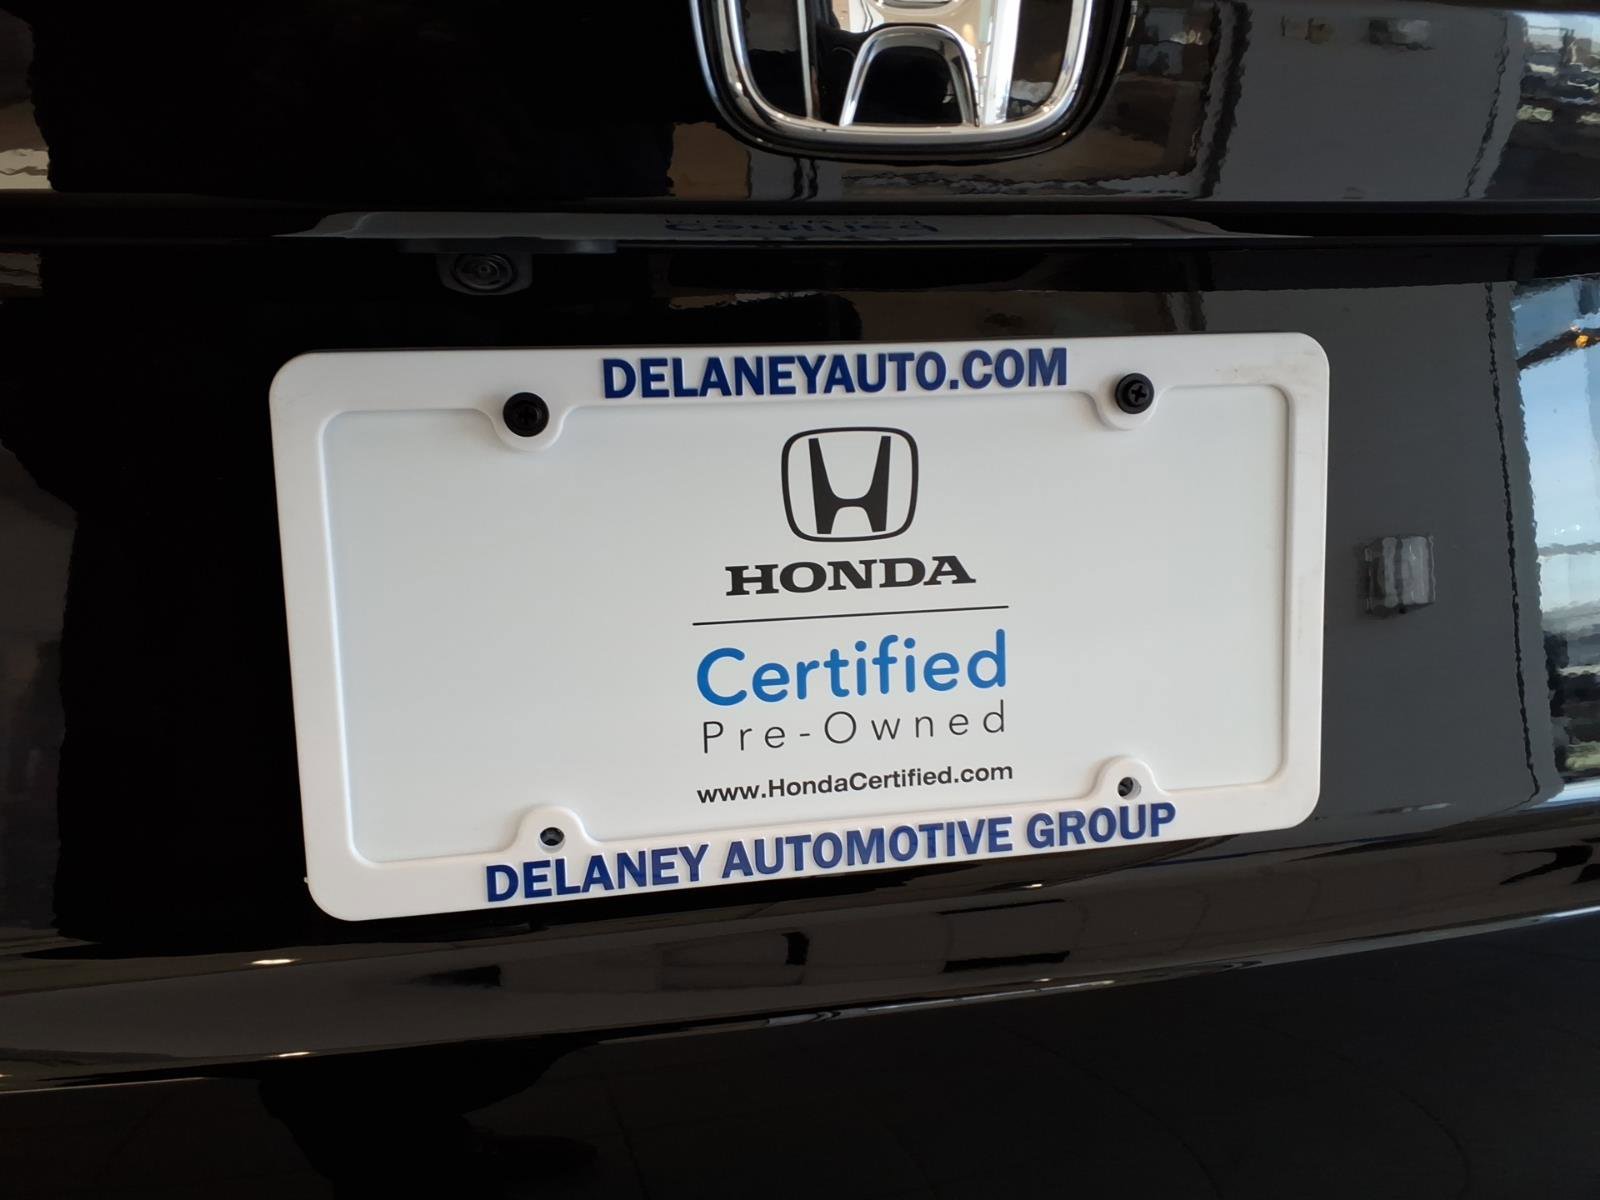 DELANEYAUTO.COM
HONDA
Certified
Pre-Owned
www.HondaCertified.com
DELANEY AUTOMOTIVE GROUP